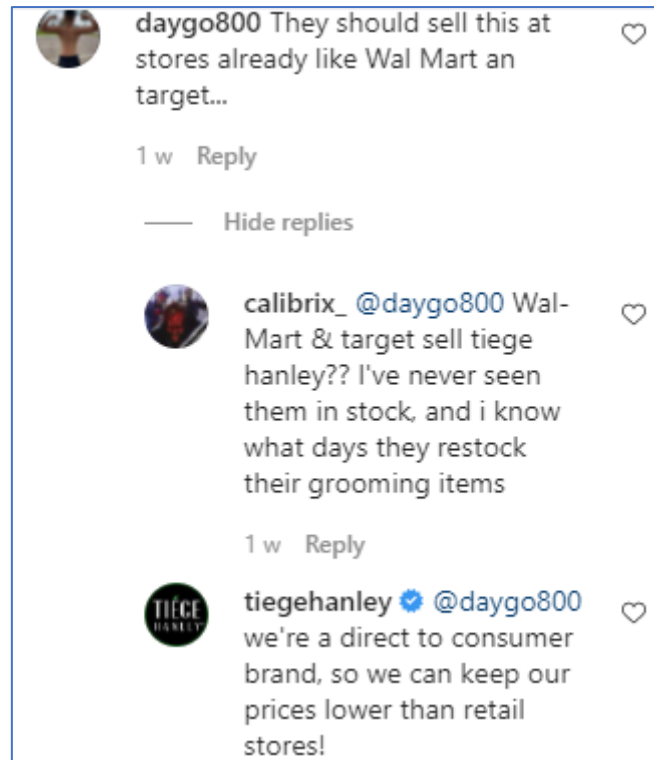 daygo800 They should sell this at
stores already like Wal Mart an
target...
1 w Reply
Hide replies
calibrix_ @daygo800 Wal-
Mart & target sell tiege
hanley?? I've never seen
them in stock, and i know
what days they restock
their grooming items
1 w Reply
TIÉGE
HANLEY
tiegehanley @daygo800
we're a direct to consumer
brand, so we can keep our
prices lower than retail
stores!